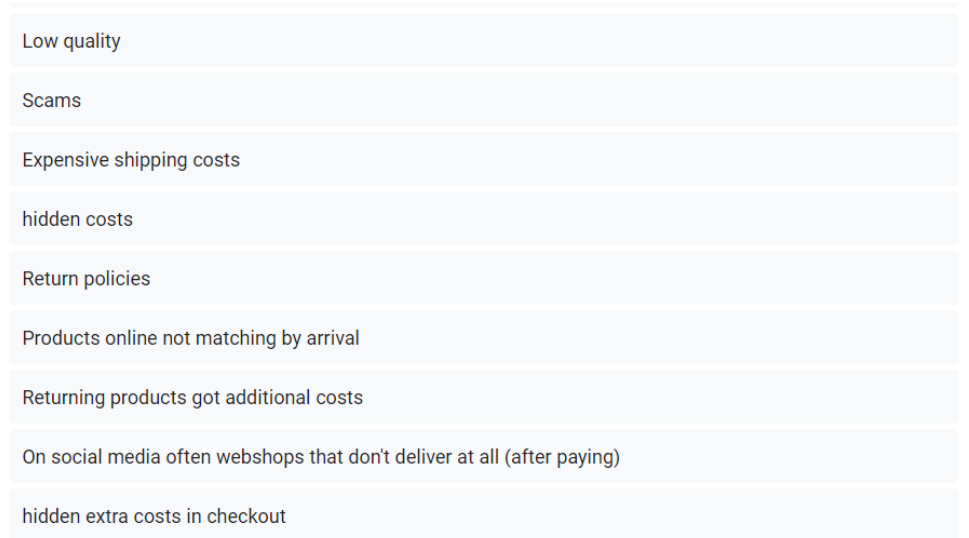 Low quality
Scams
Expensive shipping costs
hidden costs
Return policies
Products online not matching by arrival
Returning products got additional costs
On social media often webshops that don't deliver at all (after paying)
hidden extra costs in checkout